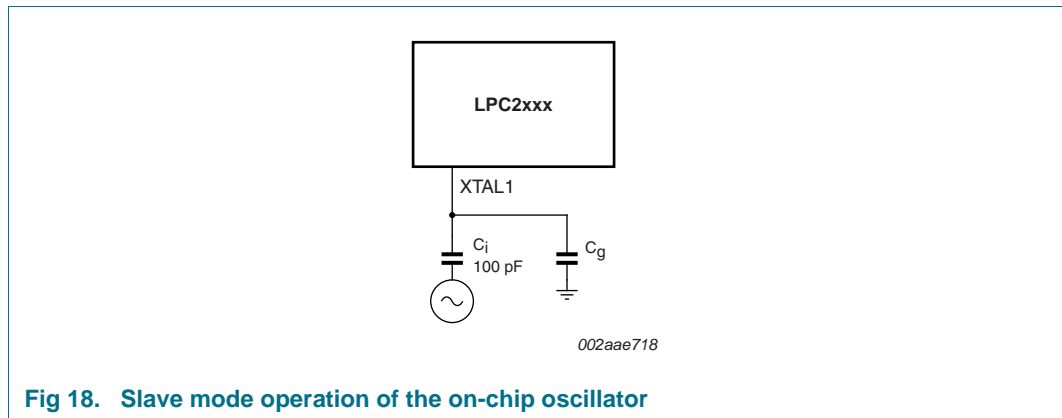 LPC2xxx
XTAL1
Ci
100 pF
Cg
002aae718
Fig 18. Slave mode operation of the on-chip oscillator